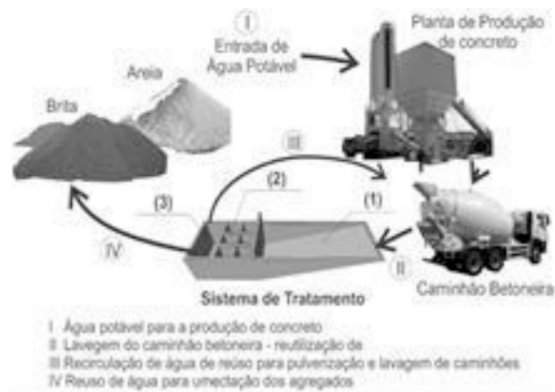 I
Entrada de
Água Potável
Planta de Produção
de concreto
Areia
Brita
III
(2)
(3)
(1)
IV
II
Caminhão Betoneira
Sistema de Tratamento
I Água potável para a produção de concreto
II Lavagem do caminhão betoneira - reutilização de
III Recirculação de água de reúso para pulverização e lavagem de caminhões
IV Reuso de água para umectação dos agregados